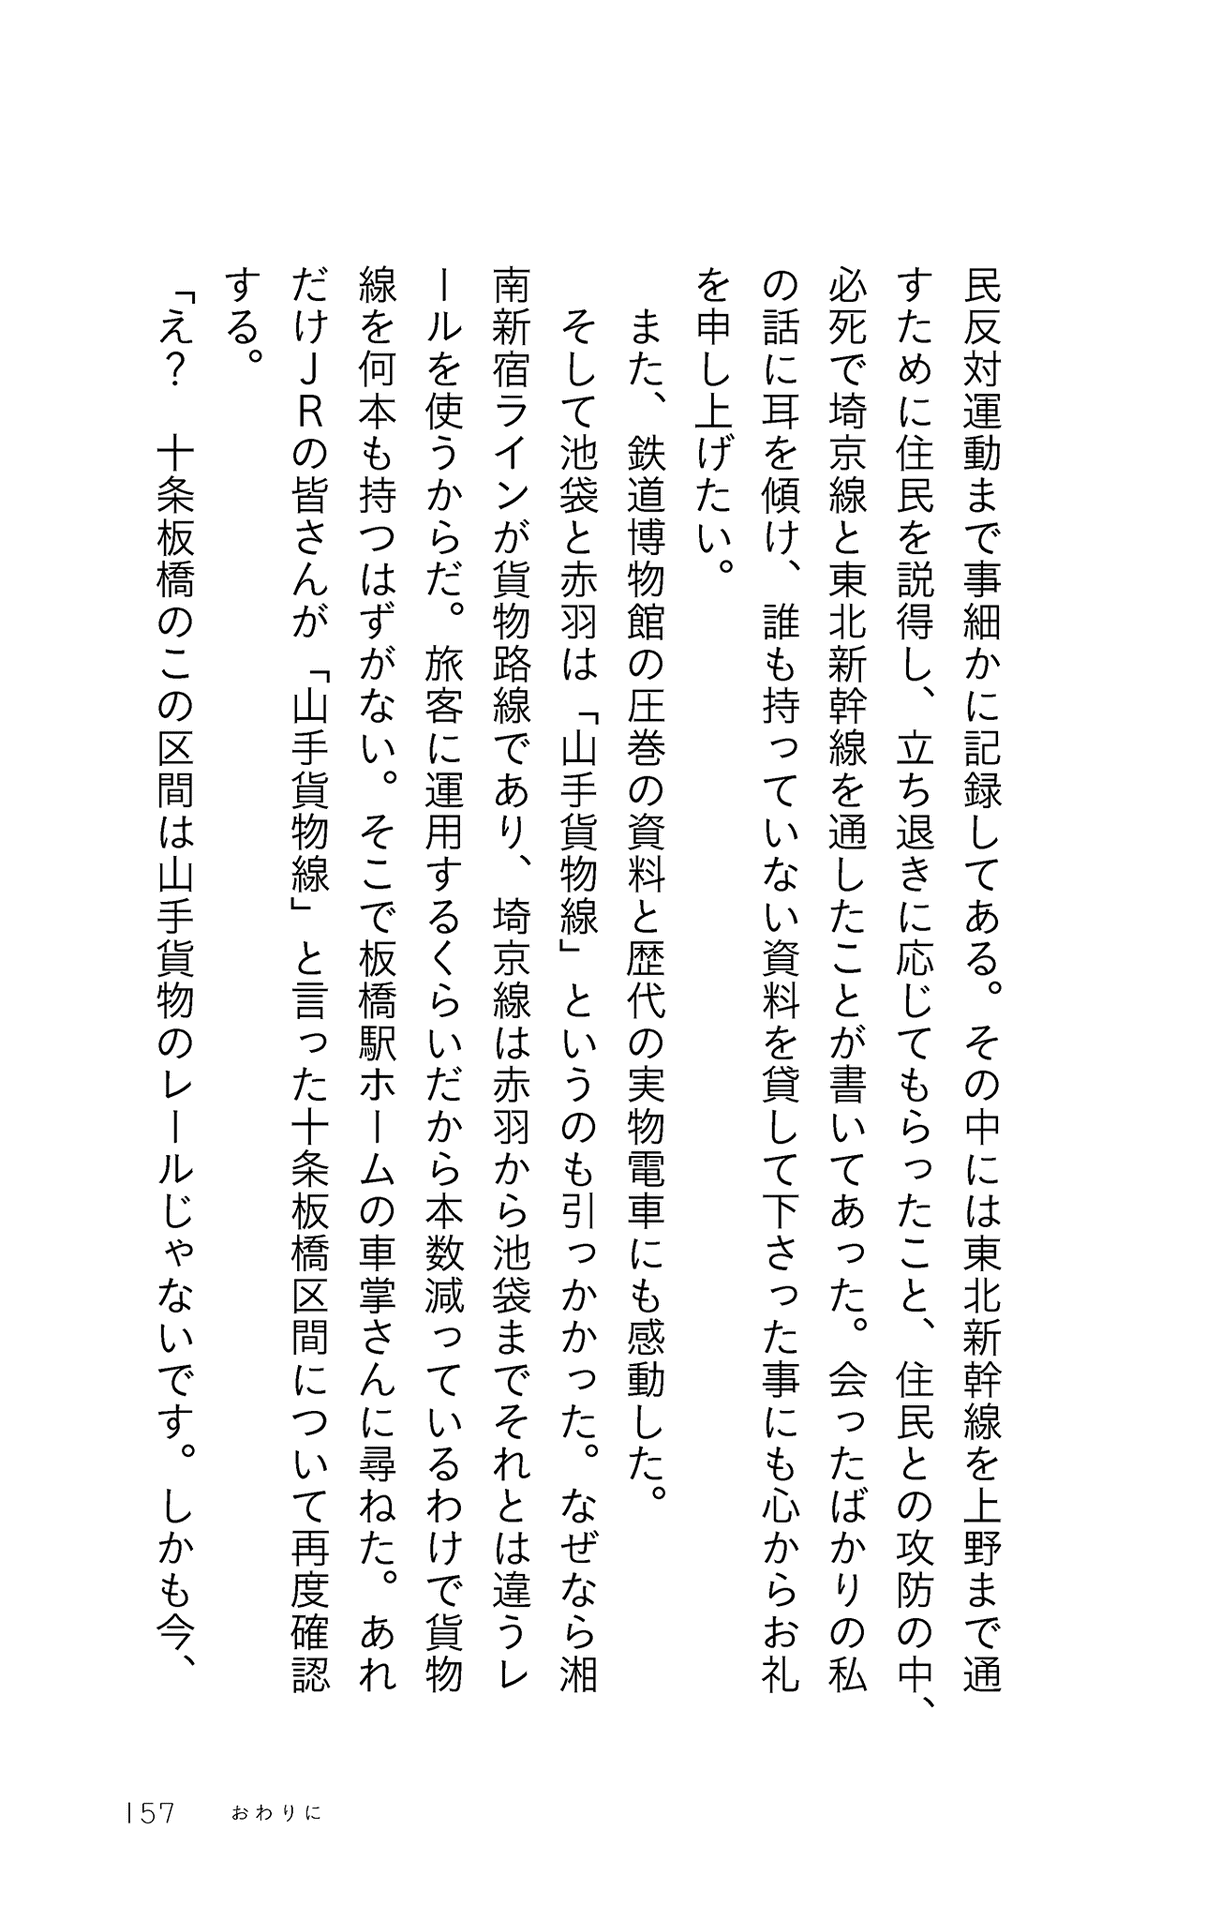 民反対運動まで事細かに記録してある。その中には東北新幹線を上野まで通
すために住民を説得し、立ち退きに応じてもらったこと、住民との攻防の中、
必死で埼京線と東北新幹線を通したことが書いてあった。会ったばかりの私
の話に耳を傾け、誰も持っていない資料を貸して下さった事にも心からお礼
を申し上げたい。
　また、鉄道博物館の圧巻の資料と歴代の実物電車にも感動した。
　そして池袋と赤羽は「山手貨物線」というのも引っかかった。なぜなら湘
南新宿ラインが貨物路線であり、埼京線は赤羽から池袋までそれとは違うレ
ールを使うからだ。旅客に運用するくらいだから本数減っているわけで貨物
線を何本も持つはずがない。そこで板橋駅ホームの車掌さんに尋ねた。あれ
だけＪＲの皆さんが「山手貨物線」と言った十条板橋区間について再度確認
する。
「え？　十条板橋のこの区間は山手貨物のレールじゃないです。しかも今、
157　おわりに